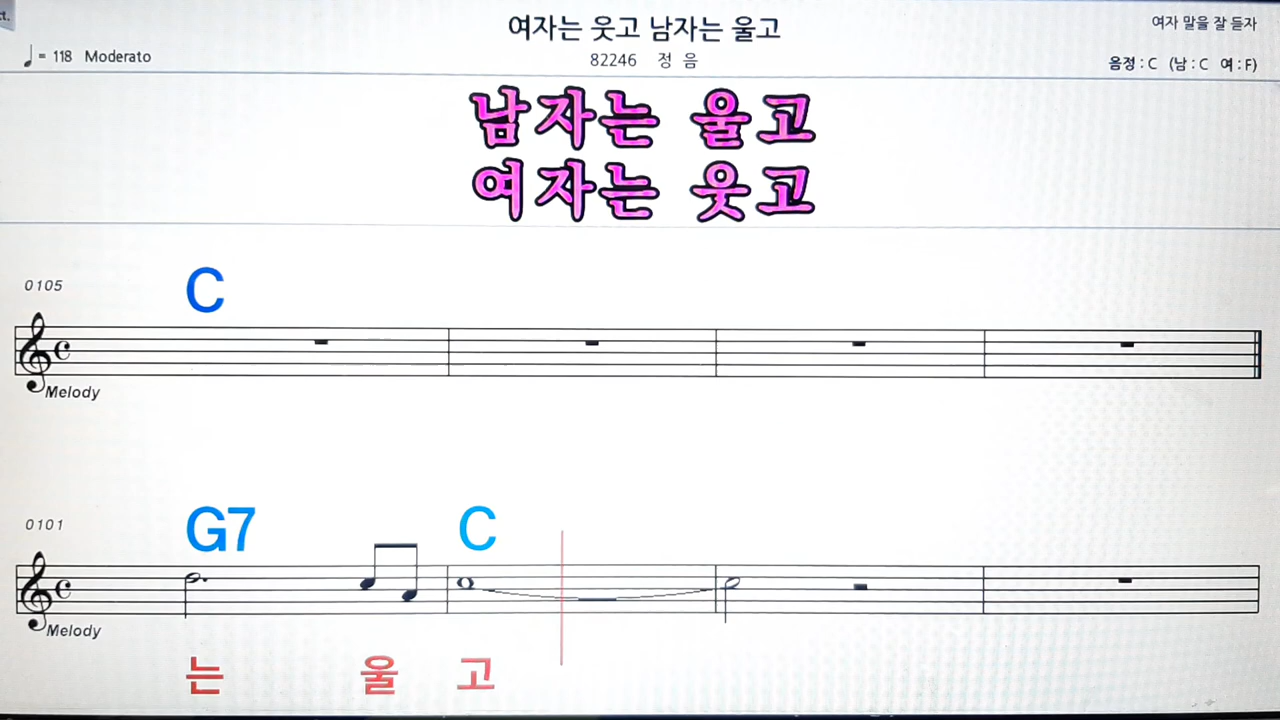 ct.
여자는 웃고 남자는 울고
여자 말을 잘 듣자
= 118 Moderato
82246 정 음
음정 : C (남 : C 여 : F)
남자는 울고
여자는 웃고
0105
C
Melody
0101
G7 C
Melody
는 울 고